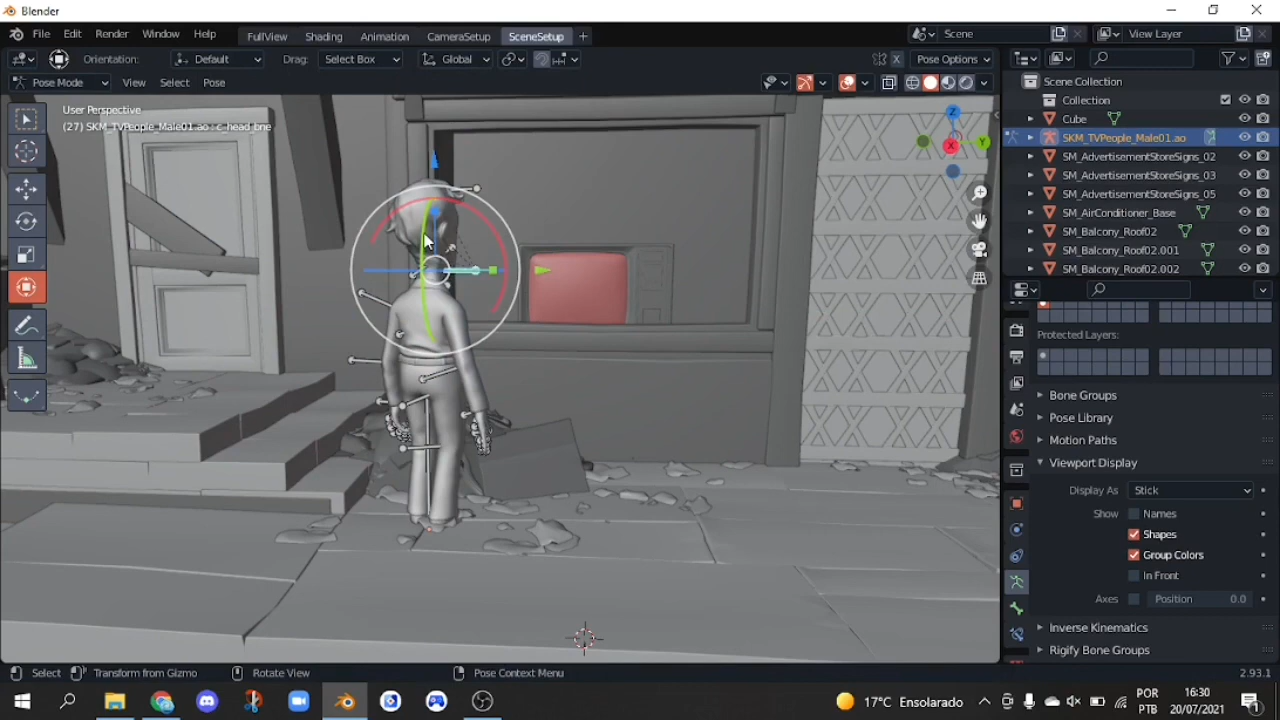 Blender
File Edit Render Window Help
FullView Shading Animation CameraSetup SceneSetup +
Scene
View Layer
Orientation: Default Drag: Select Box Global
X Pose Options
Pose Mode View Select Pose
User Perspective
(27) SKM_TVPeople_Male01.ao : c_head_bne
Z
Y
X
Scene Collection
Collection
Cube
SKM_TVPeople_Male01.ao
SM_AdvertisementStoreSigns_02
SM_AdvertisementStoreSigns_03
SM_AdvertisementStoreSigns_05
SM_AirConditioner_Base
SM_Balcony_Roof02
SM_Balcony_Roof02.001
SM_Balcony_Roof02.002
Protected Layers:
Bone Groups
Pose Library
Motion Paths
Viewport Display
Display As Stick
Show Names
Shapes
Group Colors
In Front
Axes Position 0.0
Inverse Kinematics
Rigify Bone Groups
Select Transform from Gizmo Rotate View Pose Context Menu 2.93.1
17°C Ensolarado
POR
PTB
16:30
20/07/2021
1